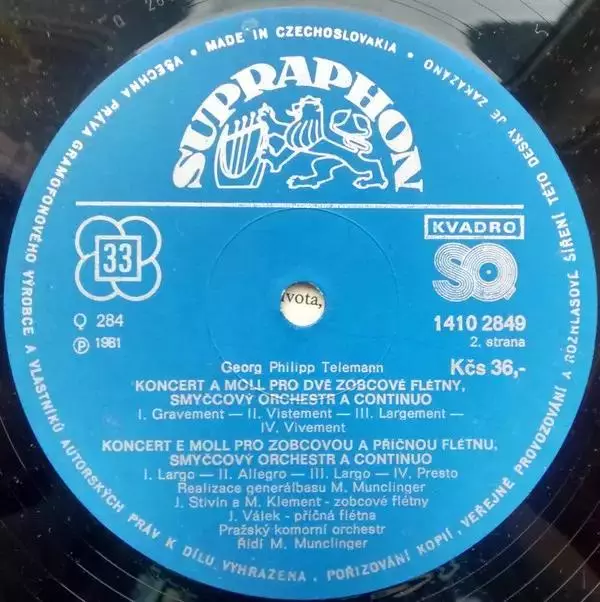 VŠECHNA PRÁVA GRAMOFONOVÉHO VÝROBCE A VLASTNÍKŮ AUTORSKÝCH PRÁV K DÍLU VYHRAŽENA. POŘIZOVÁNÍ KOPIÍ, VEŘEJNÉ PROVOZOVÁNÍ A ROZHLASOVÉ ŠÍŘENÍ TÉTO DESKY JE ZAKÁZÁNO • MADE IN CZECHOSLOVAKIA •
SUPRAPHON
33
KVADRO
SQ
ivota,
Q 284
Ⓟ 1981
1410 2849
2. strana
Kčs 36,-
Georg Philipp Telemann
KONCERT A MOLL PRO DVĚ ZOBCOVÉ FLÉTNY,
SMYČCOVÝ ORCHESTR A CONTINUO
I. Gravement — II. Vistement — III. Largement —
IV. Vivement
KONCERT E MOLL PRO ZOBCOVOU A PŘÍČNOU FLÉTNU,
SMYČCOVÝ ORCHESTR A CONTINUO
I. Largo — II. Allegro — III. Largo — IV. Presto
Realizace generálbasu M. Munclinger
J. Stivín a M. Klement - zobcové flétny
J. Válek - příčná flétna
Pražský komorní orchestr
Řídí M. Munclinger